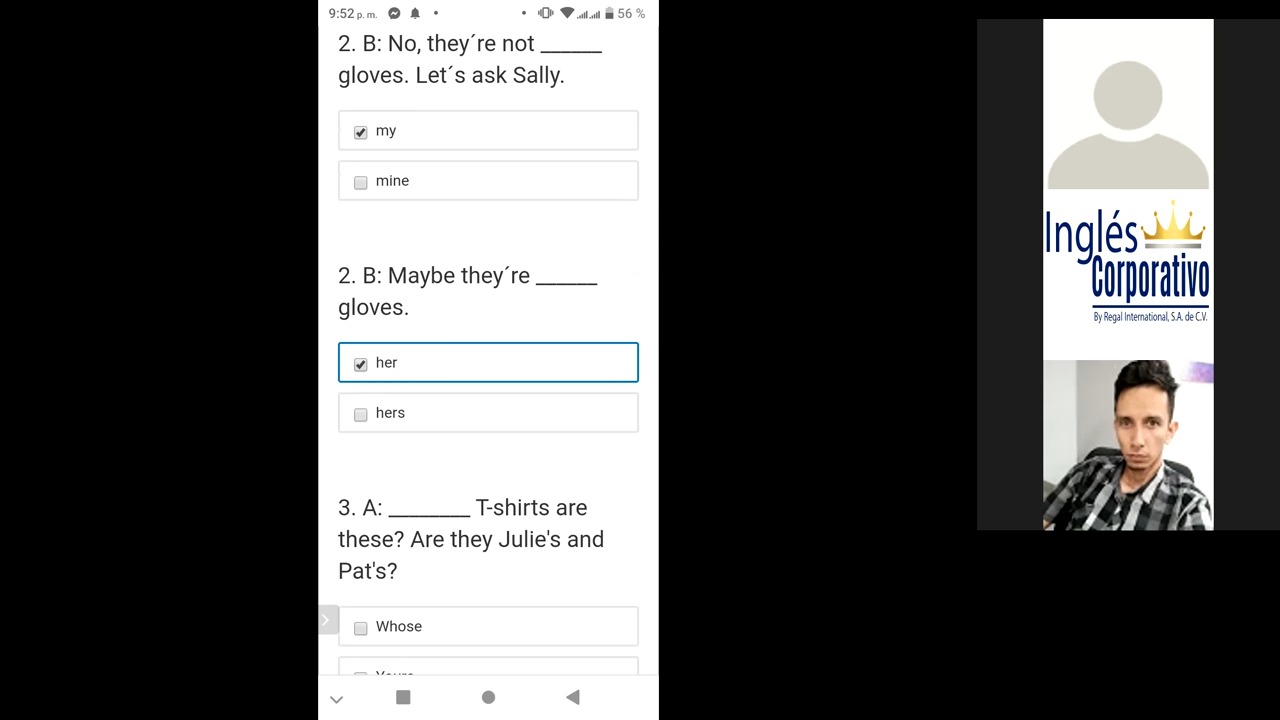 9:52 p. m.
56 %
2. B: No, they´re not ______
gloves. Let´s ask Sally.
my
mine
2. B: Maybe they´re ______
gloves.
her
hers
3. A: ________ T-shirts are
these? Are they Julie's and
Pat's?
Whose
Inglés
Corporativo
By Regal International, S.A. de C.V.